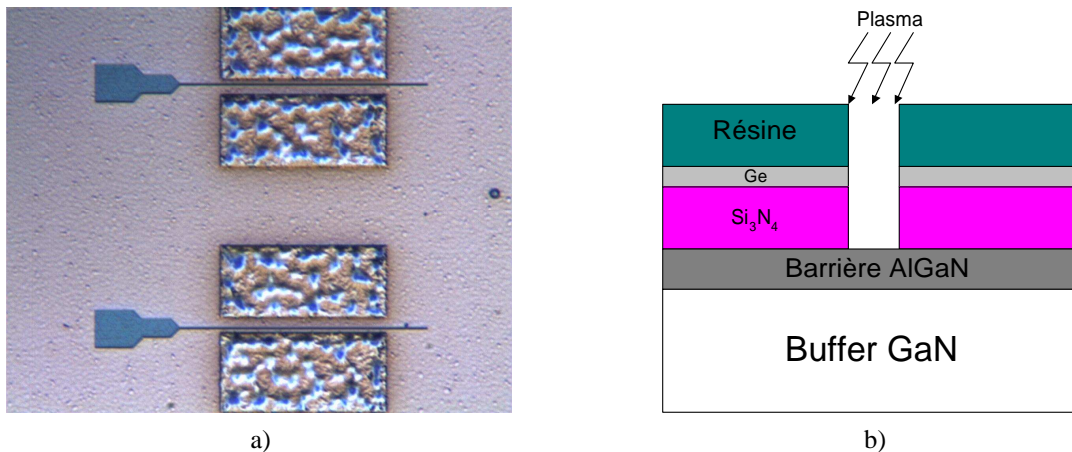 Plasma
Résine
Ge
Si₃N₄
Barrière AlGaN
Buffer GaN
a)
b)